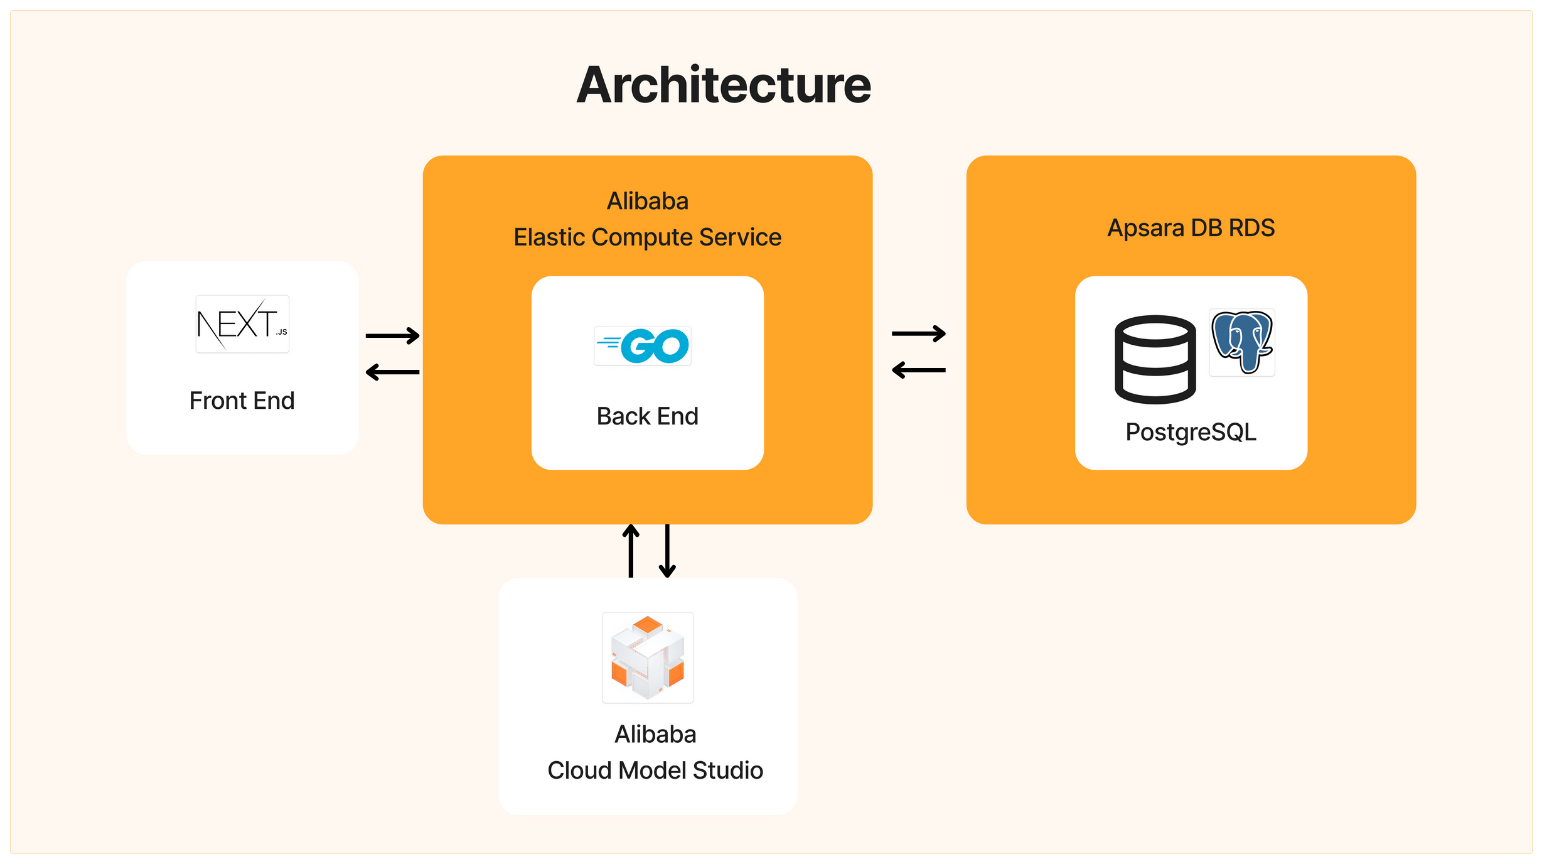 Architecture
Alibaba
Elastic Compute Service
Apsara DB RDS
NEXT.JS
Front End
GO
Back End
PostgreSQL
Alibaba
Cloud Model Studio